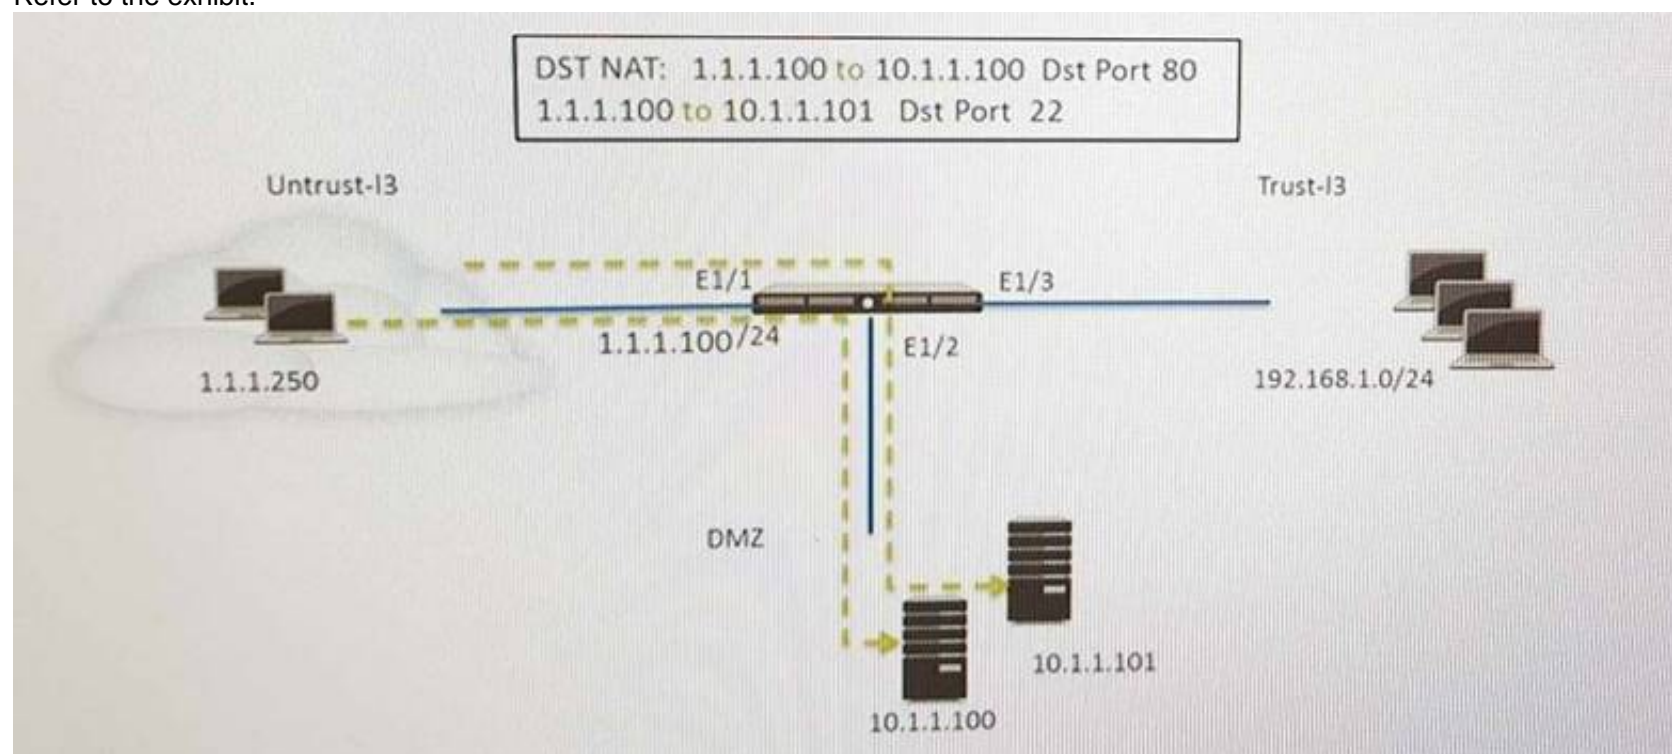 Refer to the exhibit.
DST NAT: 1.1.1.100 to 10.1.1.100 Dst Port 80
1.1.1.100 to 10.1.1.101 Dst Port 22
Untrust-l3
Trust-l3
E1/1
E1/3
1.1.1.100/24
E1/2
1.1.1.250
192.168.1.0/24
DMZ
10.1.1.101
10.1.1.100